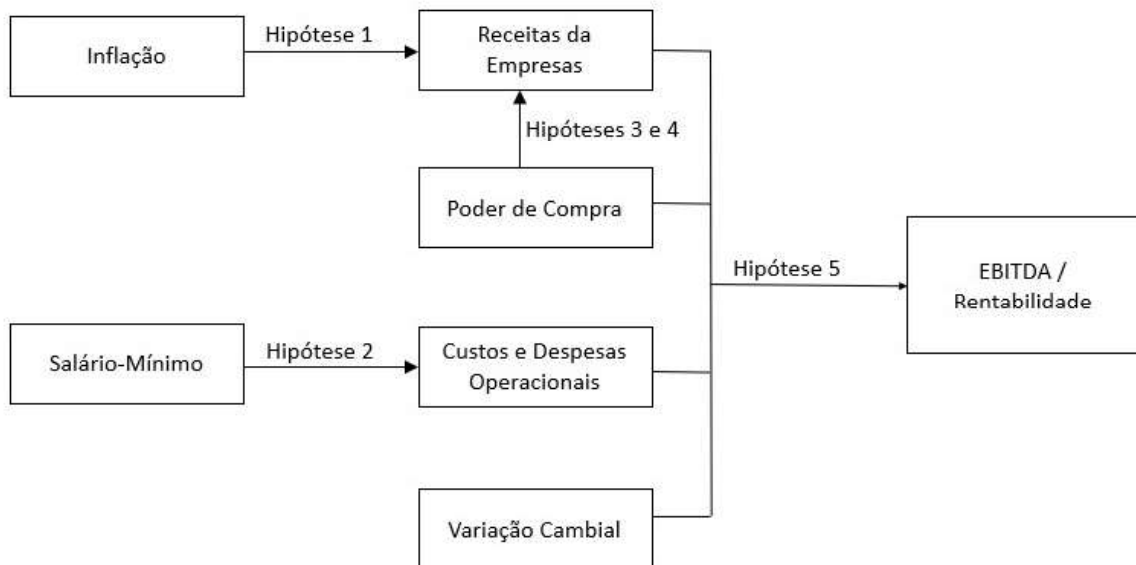 Inflação
Hipótese 1
Receitas da
Empresas
Hipóteses 3 e 4
Poder de Compra
Hipótese 5
EBITDA /
Rentabilidade
Salário-Mínimo
Hipótese 2
Custos e Despesas
Operacionais
Variação Cambial